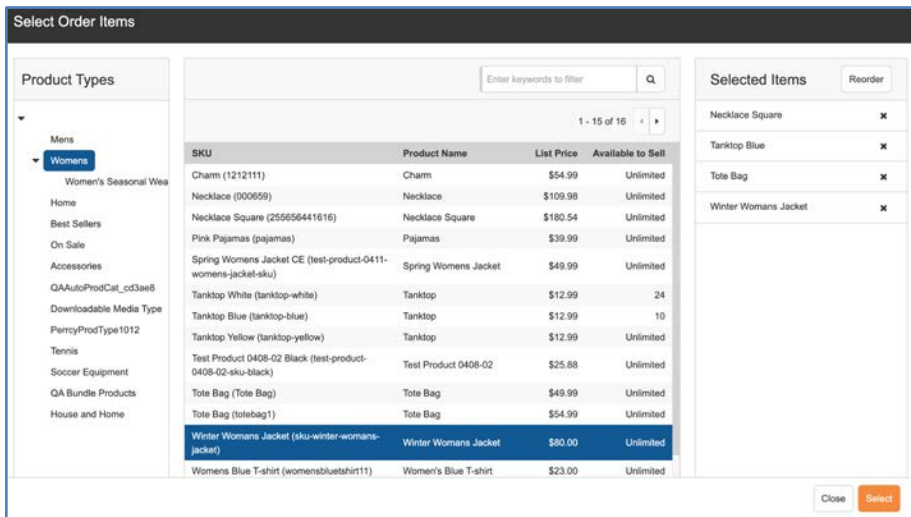 Select Order Items
Product Types
Mens
Womens
Women's Seasonal Wea
Home
Best Sellers
On Sale
Accessories
QAAutoProdCat_cd3ae8
Downloadable Media Type
PerrcyProdType1012
Tennis
Soccer Equipment
QA Bundle Products
House and Home
Enter keywords to filter
1 - 15 of 16
SKU Product Name List Price Available to Sell
Charm (1212111) Charm $54.99 Unlimited
Necklace (000659) Necklace $109.98 Unlimited
Necklace Square (255656441616) Necklace Square $180.54 Unlimited
Pink Pajamas (pajamas) Pajamas $39.99 Unlimited
Spring Womens Jacket CE (test-product-0411-
womens-jacket-sku) Spring Womens Jacket $49.99 Unlimited
Tanktop White (tanktop-white) Tanktop $12.99 24
Tanktop Blue (tanktop-blue) Tanktop $12.99 10
Tanktop Yellow (tanktop-yellow) Tanktop $12.99 Unlimited
Test Product 0408-02 Black (test-product-
0408-02-sku-black) Test Product 0408-02 $25.88 Unlimited
Tote Bag (Tote Bag) Tote Bag $49.99 Unlimited
Tote Bag (totebag1) Tote Bag $54.99 Unlimited
Winter Womans Jacket (sku-winter-womans-
jacket) Winter Womans Jacket $80.00 Unlimited
Womens Blue T-shirt (womensbluetshirt11) Women's Blue T-shirt $23.00 Unlimited
Selected Items Reorder
Necklace Square
Tanktop Blue
Tote Bag
Winter Womans Jacket
Close Select